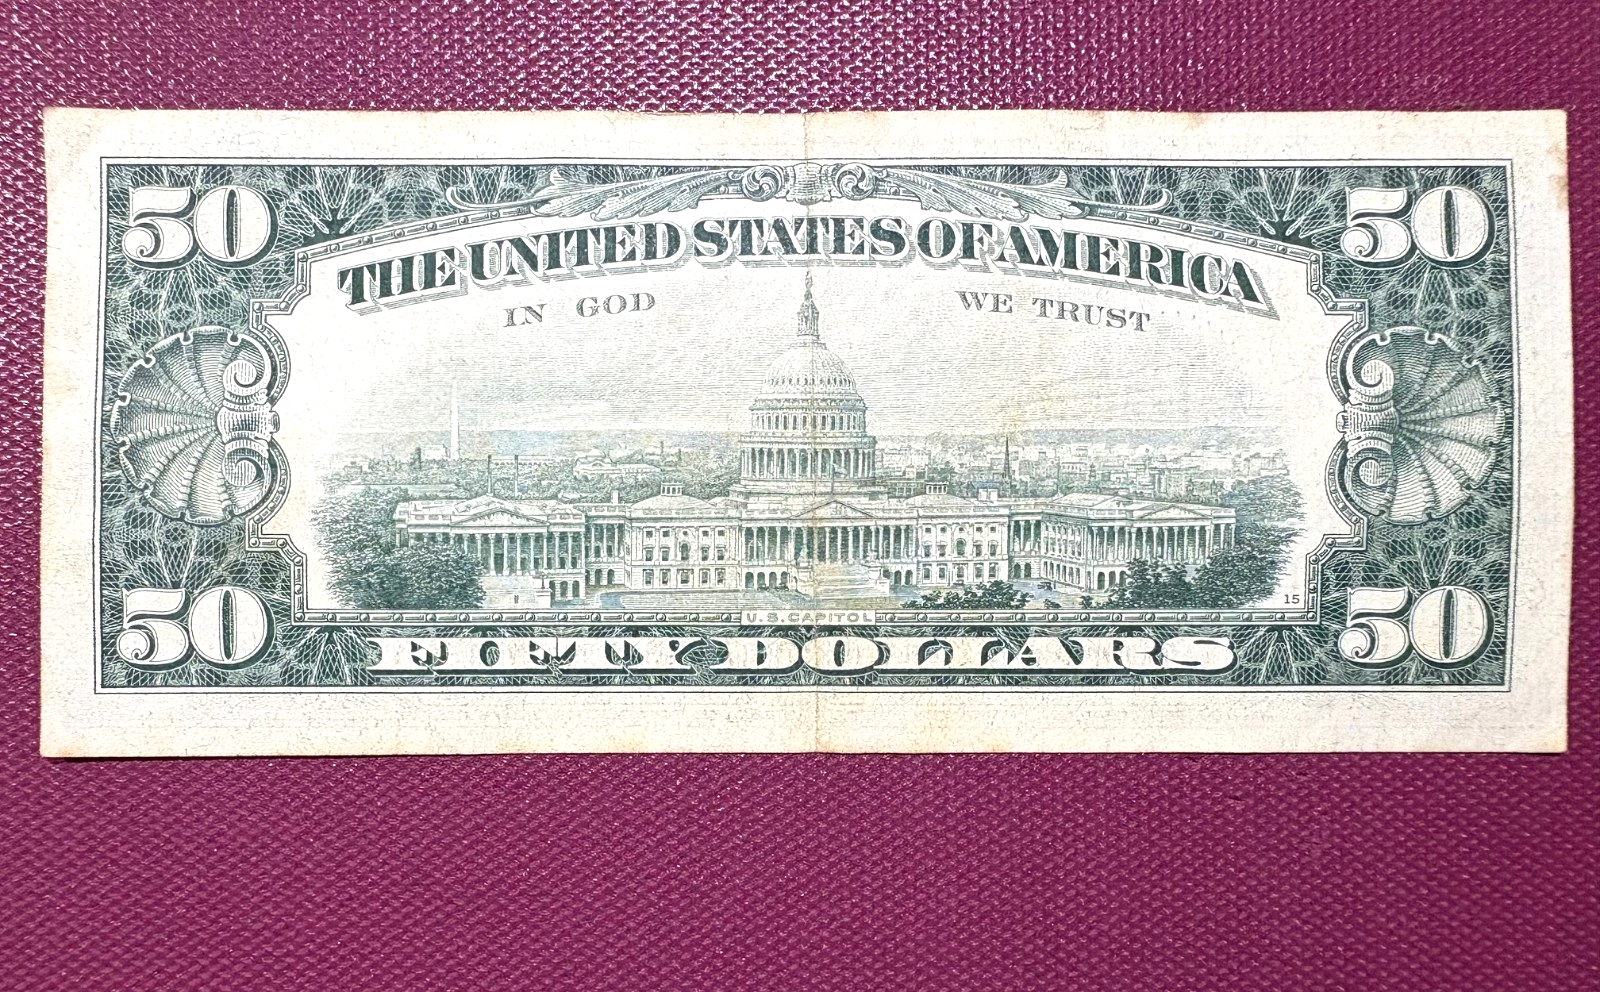 50 50
THE UNITED STATES OF AMERICA
IN GOD WE TRUST
15
U.S. CAPITOL
50 50
FIFTY DOLLARS